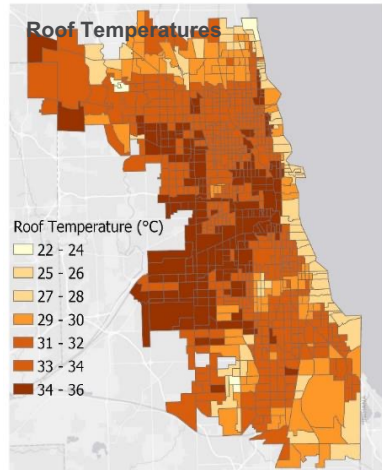 Roof Temperatures
Roof Temperature (°C)
22 - 24
25 - 26
27 - 28
29 - 30
31 - 32
33 - 34
34 - 36